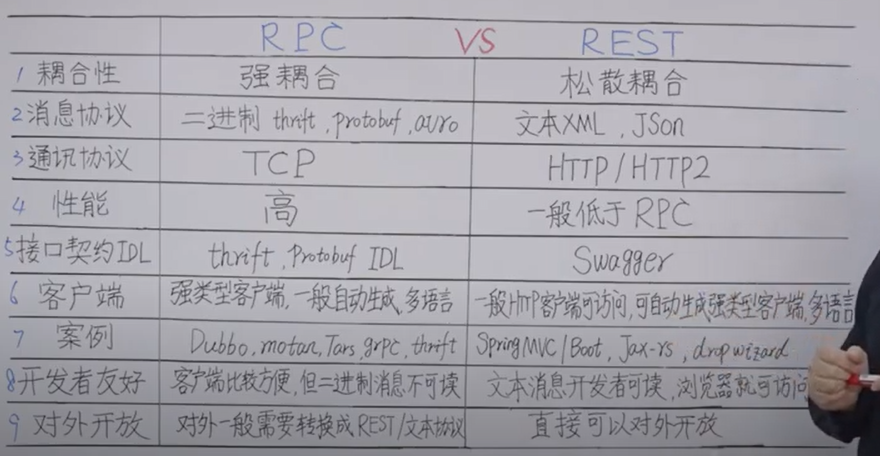 RPC VS REST
1 耦合性 强耦合 松散耦合
2 消息协议 二进制 thrift, protobuf, avro 文本XML, JSon
3 通讯协议 TCP HTTP/HTTP2
4 性能 高 一般低于RPC
5 接口契约IDL thrift, Protobuf IDL Swagger
6 客户端 强类型客户端, 一般自动生成, 多语言 一般HTTP客户端可访问, 可自动生成强类型客户端, 多语言
7 案例 Dubbo, motan, Tars, grpc, thrift SpringMVC/Boot, Jax-rs, dropwizard
8 开发者友好 客户端比较方便, 但二进制消息不可读 文本消息开发者可读, 浏览器就可访问
9 对外开放 对外一般需要转换成REST/文本协议 直接可以对外开放